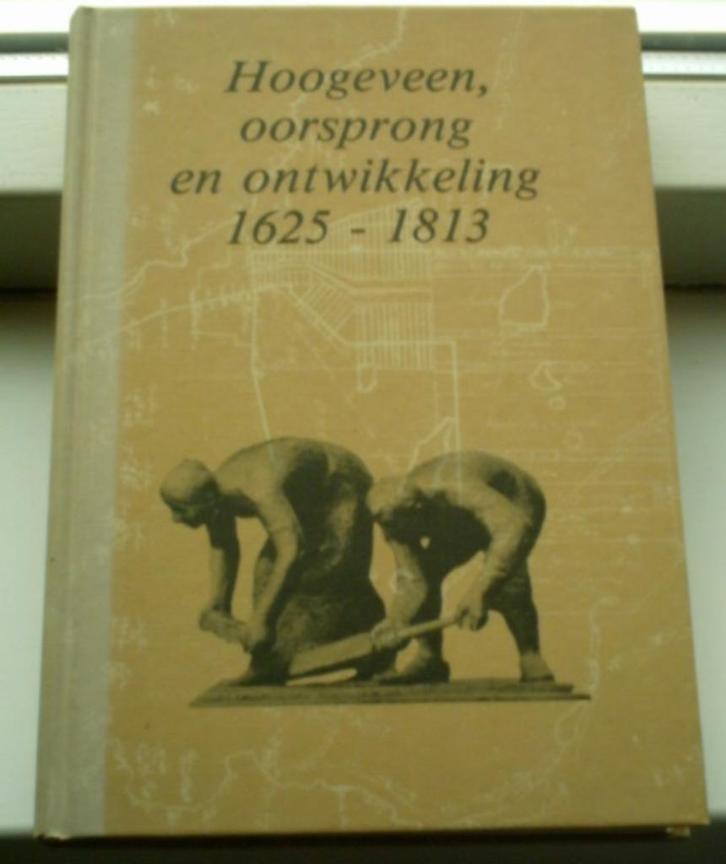 Hoogeveen,
oorsprong
en ontwikkeling
1625 - 1813